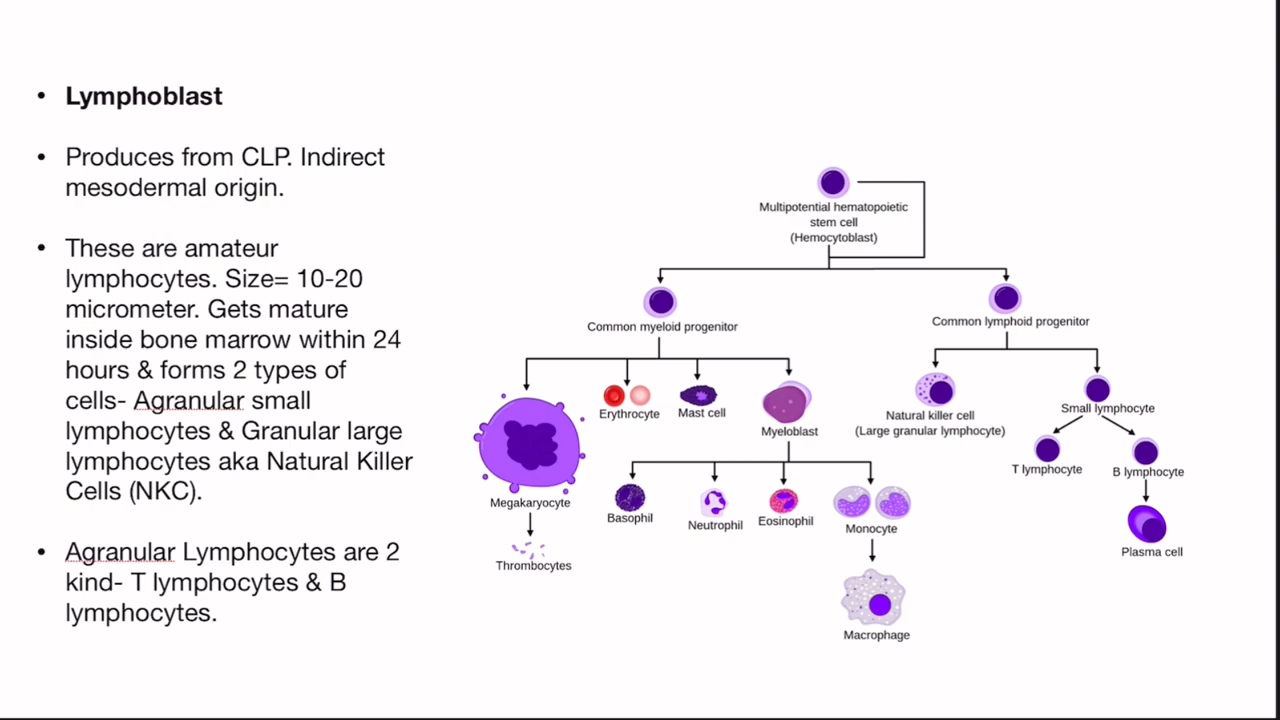 • Lymphoblast
• Produces from CLP. Indirect
mesodermal origin.
• These are amateur
lymphocytes. Size= 10-20
micrometer. Gets mature
inside bone marrow within 24
hours & forms 2 types of
cells- Agranular small
lymphocytes & Granular large
lymphocytes aka Natural Killer
Cells (NKC).
• Agranular Lymphocytes are 2
kind- T lymphocytes & B
lymphocytes.
Multipotential hematopoietic
stem cell
(Hemocytoblast)
Common myeloid progenitor
Common lymphoid progenitor
Erythrocyte
Mast cell
Myeloblast
Natural killer cell
(Large granular lymphocyte)
Small lymphocyte
T lymphocyte
B lymphocyte
Megakaryocyte
Basophil
Neutrophil
Eosinophil
Monocyte
Plasma cell
Thrombocytes
Macrophage